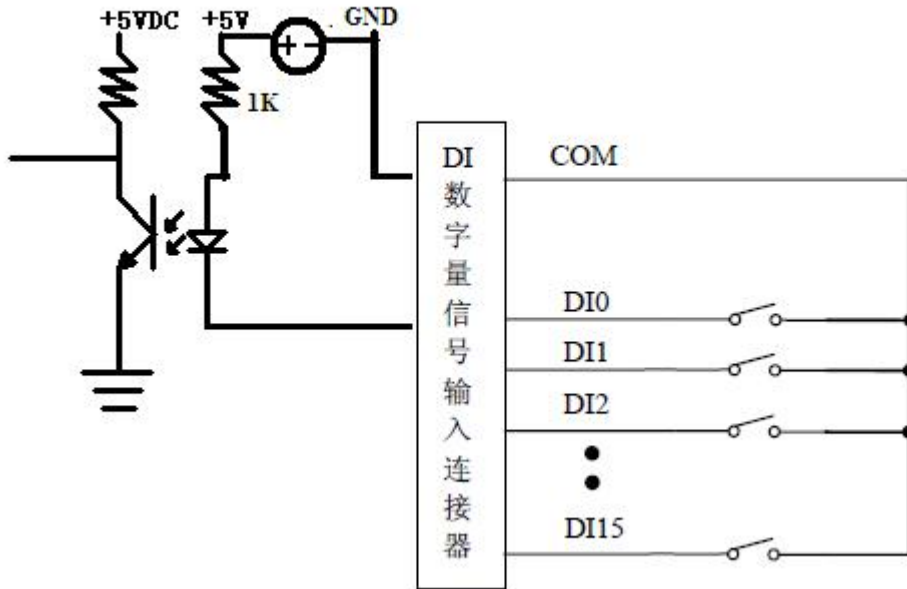 +5VDC
+5V
GND
1K
DI
数
字
量
信
号
输
入
连
接
器
COM
DI0
DI1
DI2
DI15